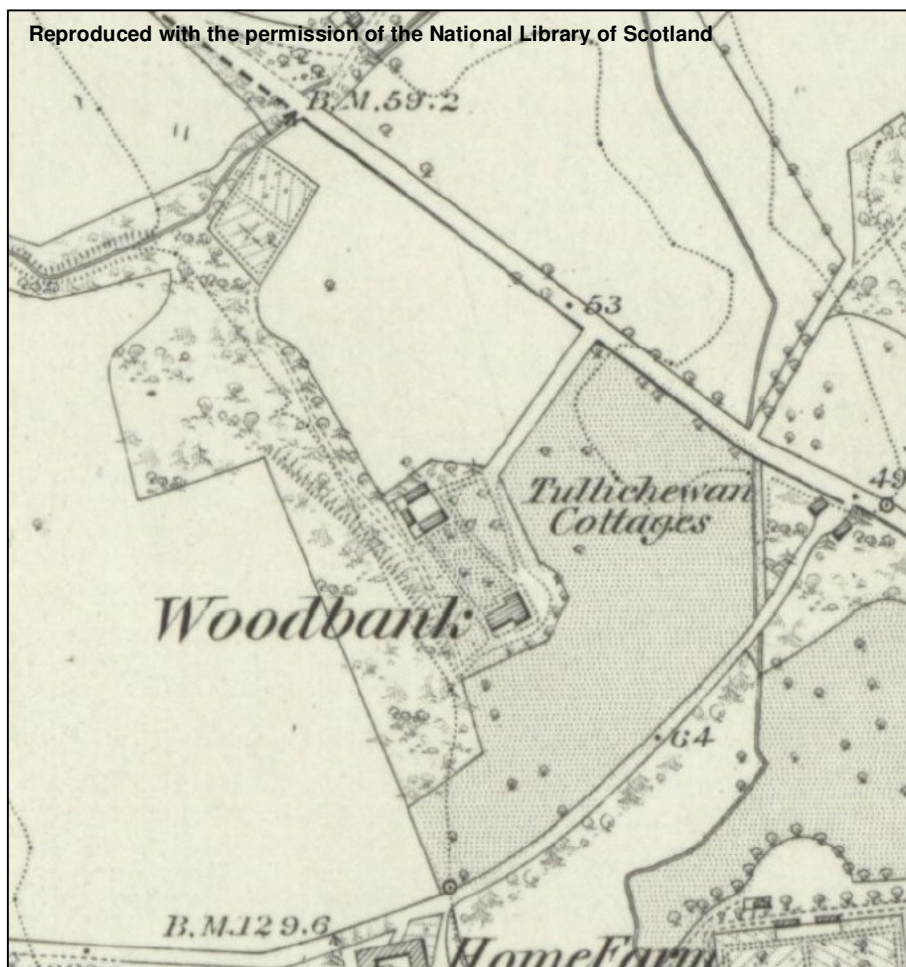 Reproduced with the permission of the National Library of Scotland
B.M.59.2
53
Tullichewan
Cottages
49
Woodbank
64
B.M.129.6
Home Farm